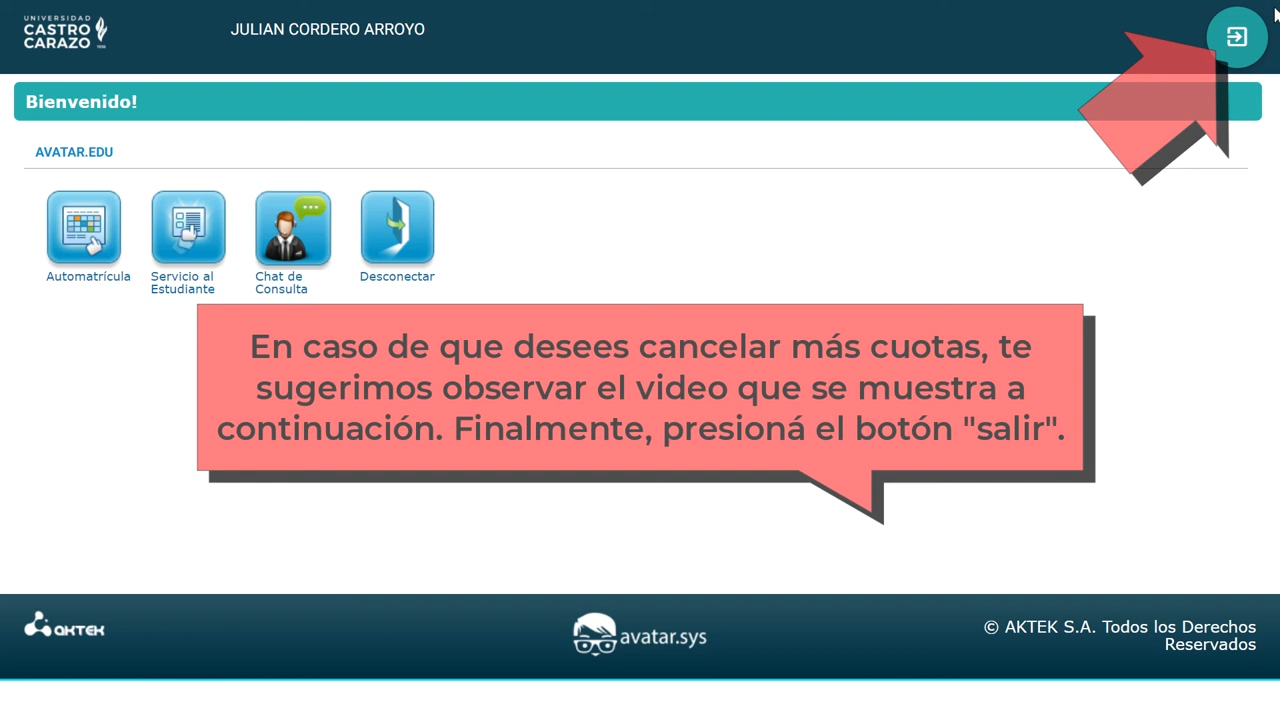 UNIVERSIDAD
CASTRO
CARAZO
JULIAN CORDERO ARROYO
Bienvenido!
AVATAR.EDU
Automatrícula
Servicio al
Estudiante
Chat de
Consulta
Desconectar
En caso de que desees cancelar más cuotas, te
sugerimos observar el video que se muestra a
continuación. Finalmente, presioná el botón "salir".
AKTEK
avatar.sys
© AKTEK S.A. Todos los Derechos
Reservados